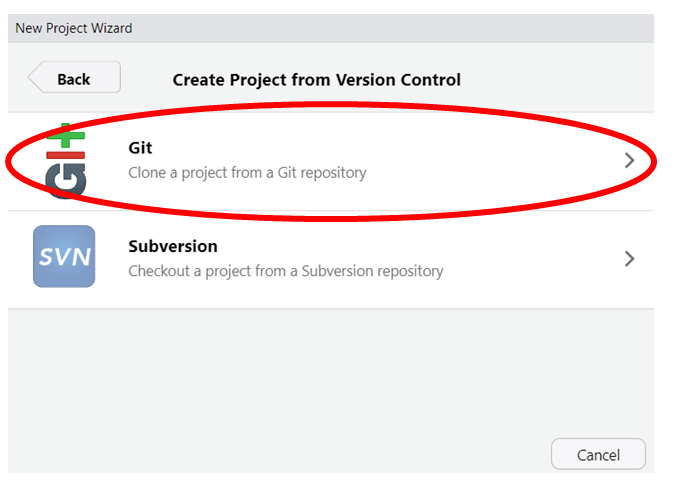 New Project Wizard
Back
Create Project from Version Control
Git
Git
Clone a project from a Git repository
SVN
Subversion
Checkout a project from a Subversion repository
Cancel